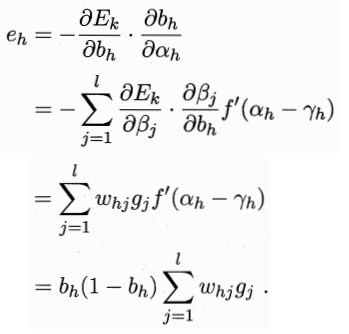 $e_h = -\frac{\partial E_k}{\partial b_h} \cdot \frac{\partial b_h}{\partial \alpha_h}$
$= -\sum_{j=1}^{l} \frac{\partial E_k}{\partial \beta_j} \cdot \frac{\partial \beta_j}{\partial b_h} f'(\alpha_h - \gamma_h)$
$= \sum_{j=1}^{l} w_{hj} g_j f'(\alpha_h - \gamma_h)$
$= b_h(1 - b_h) \sum_{j=1}^{l} w_{hj} g_j \ .$